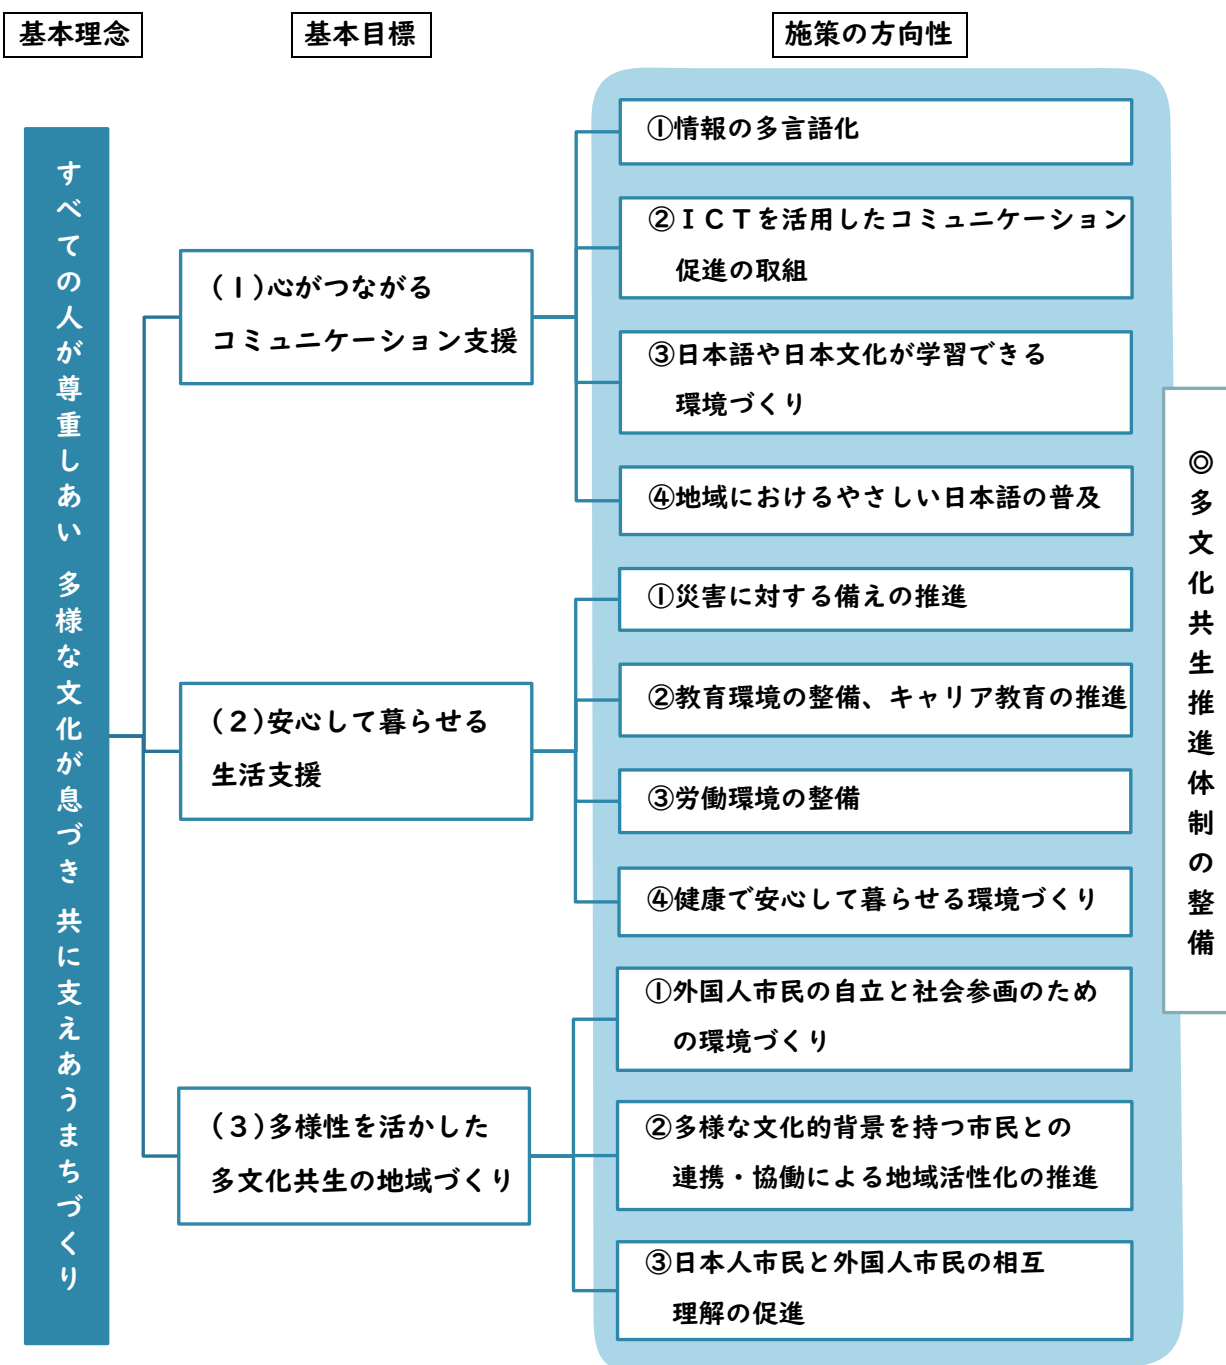 基本理念
基本目標
施策の方向性
すべての人が尊重しあい 多様な文化が息づき 共に支えあうまちづくり
(1)心がつながる
コミュニケーション支援
①情報の多言語化
②ICTを活用したコミュニケーション
促進の取組
③日本語や日本文化が学習できる
環境づくり
④地域におけるやさしい日本語の普及
(2)安心して暮らせる
生活支援
①災害に対する備えの推進
②教育環境の整備、キャリア教育の推進
③労働環境の整備
④健康で安心して暮らせる環境づくり
(3)多様性を活かした
多文化共生の地域づくり
①外国人市民の自立と社会参画のため
の環境づくり
②多様な文化的背景を持つ市民との
連携・協働による地域活性化の推進
③日本人市民と外国人市民の相互
理解の促進
◎多文化共生推進体制の整備